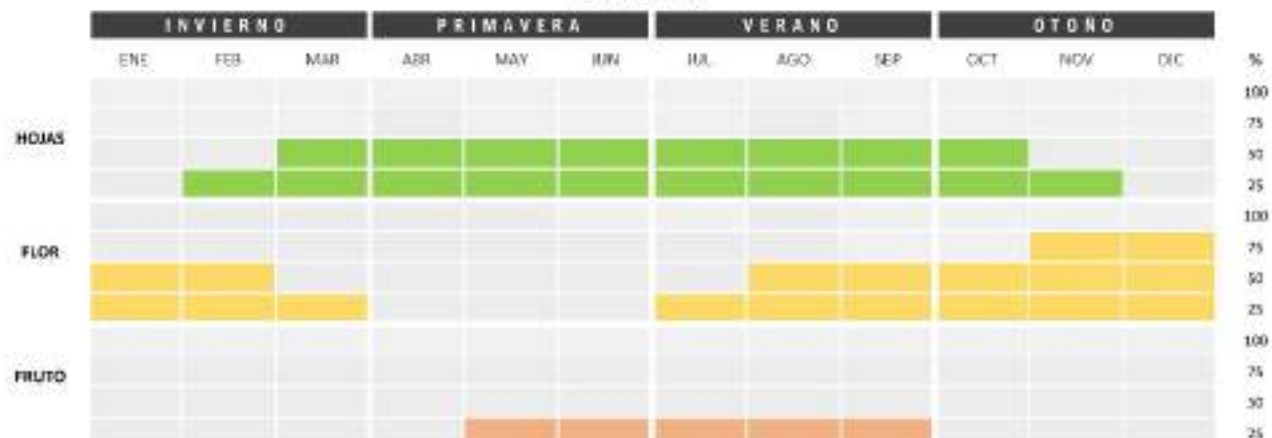 INVIERNO PRIMAVERA VERANO OTOÑO
ENE FEB MAR ABR MAY JUN JUL AGO SEP OCT NOV DIC %
100
75
HOJAS
50
25
100
FLOR 75
50
25
100
FRUTO 75
50
25